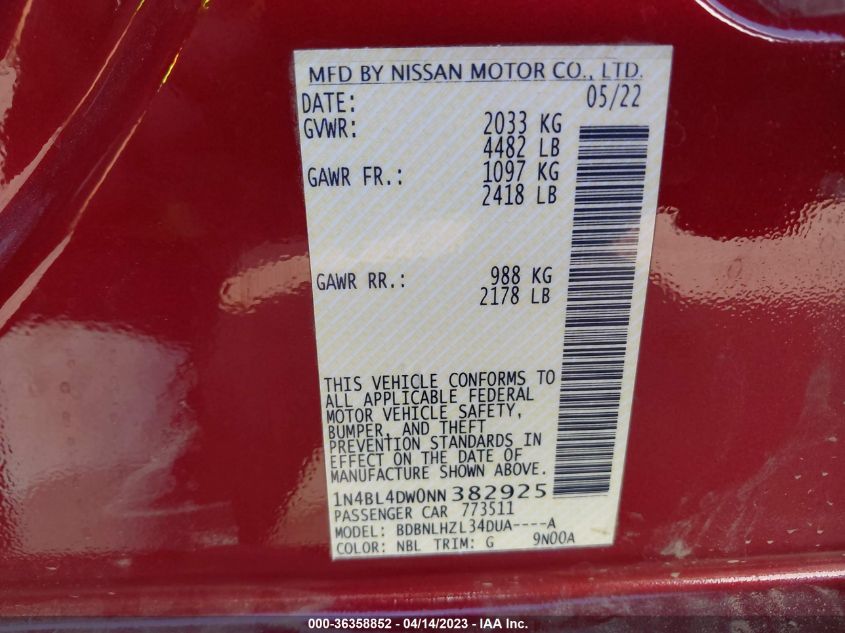 MFD BY NISSAN MOTOR CO., LTD.
DATE: 05/22
GVWR: 2033 KG
4482 LB
GAWR FR.: 1097 KG
2418 LB
GAWR RR.: 988 KG
2178 LB
THIS VEHICLE CONFORMS TO
ALL APPLICABLE FEDERAL
MOTOR VEHICLE SAFETY,
BUMPER, AND THEFT
PREVENTION STANDARDS IN
EFFECT ON THE DATE OF
MANUFACTURE SHOWN ABOVE.
1N4BL4DW0NN382925
PASSENGER CAR 773511
MODEL: BDBNLHZL34DUA----A
COLOR: NBL TRIM: G 9N00A
000-36358852 - 04/14/2023 - IAA Inc.